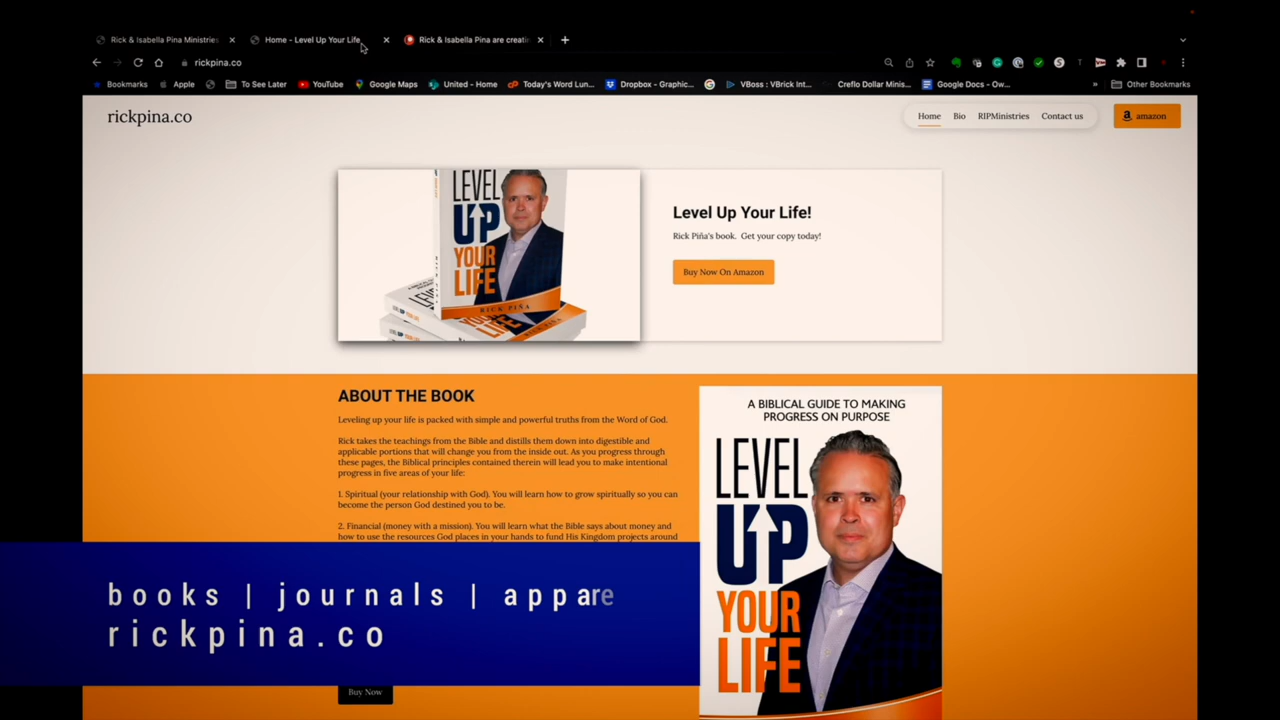 Rick & Isabella Pina Ministries
Home - Level Up Your Life
Rick & Isabella Pina are creatin
rickpina.co
Bookmarks
Apple
To See Later
YouTube
Google Maps
United - Home
Today's Word Lun...
Dropbox - Graphic...
VBoss : VBrick Int...
Creflo Dollar Minis...
Google Docs - Ow...
»
Other Bookmarks
rickpina.co
Home
Bio
RIPMinistries
Contact us
amazon
LEVEL
UP
YOUR
LIFE
RICK PIÑA
Level Up Your Life!
Rick Piña's book. Get your copy today!
Buy Now On Amazon
ABOUT THE BOOK
Leveling up your life is packed with simple and powerful truths from the Word of God.
Rick takes the teachings from the Bible and distills them down into digestible and
applicable portions that will change you from the inside out. As you progress through
these pages, the Biblical principles contained therein will lead you to make intentional
progress in five areas of your life:
1. Spiritual (your relationship with God). You will learn how to grow spiritually so you can
become the person God destined you to be.
2. Financial (money with a mission). You will learn what the Bible says about money and
how to use the resources God places in your hands to fund His Kingdom projects around
A BIBLICAL GUIDE TO MAKING
PROGRESS ON PURPOSE
LEVEL
UP
YOUR
LIFE
books | journals | appare
rickpina.co
Buy Now